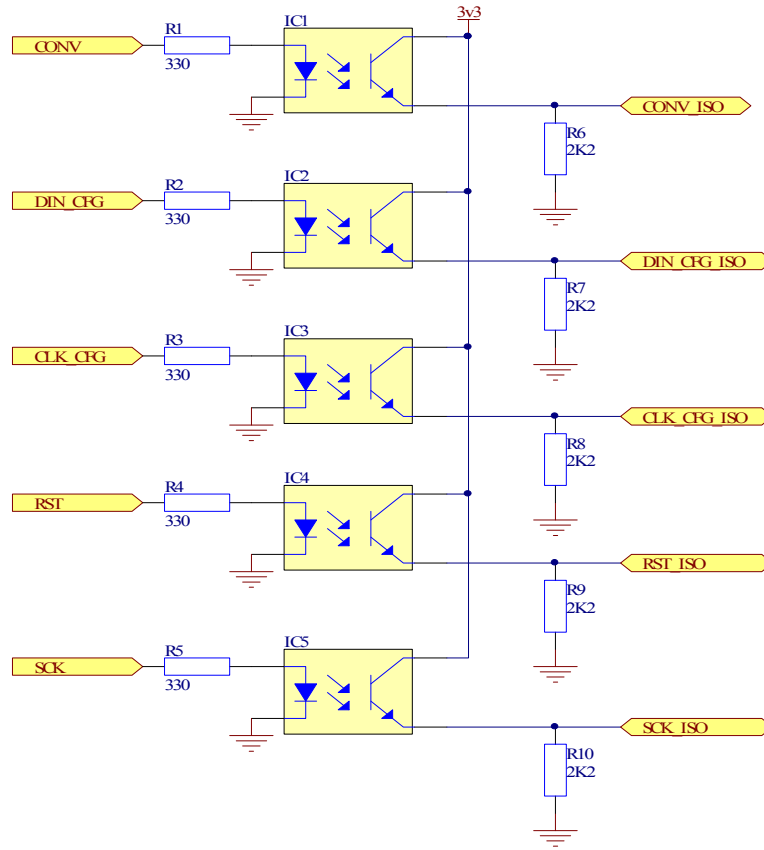 3v3
R1
IC1
CONV
330
CONV_ISO
R6
2K2
R2
IC2
DIN_CFG
330
DIN_CFG_ISO
R7
2K2
R3
IC3
CLK_CFG
330
CLK_CFG_ISO
R8
2K2
R4
IC4
RST
330
RST_ISO
R9
2K2
R5
IC5
SCK
330
SCK_ISO
R10
2K2